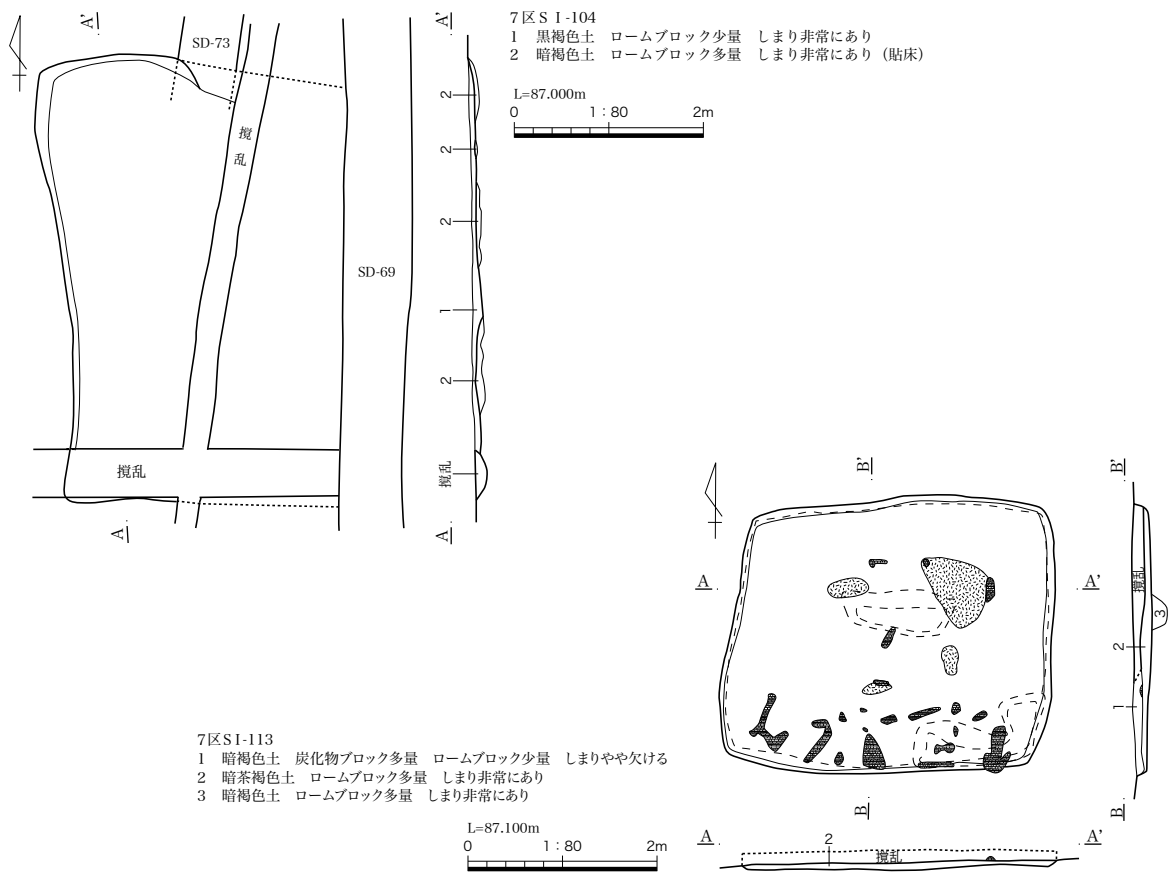 7区ＳＩ-104
1　黒褐色土　ロームブロック少量　しまり非常にあり
2　暗褐色土　ロームブロック多量　しまり非常にあり（貼床）
L=87.000m
0　1：80　2m
A'
SD-73
A'
2
撹乱
2
2
SD-69
1
2
撹乱
撹乱
A
A
B'
B'
A
A'
撹乱
3
2
1
B
B
7区SI-113
1　暗褐色土　炭化物ブロック多量　ロームブロック少量　しまりやや欠ける
2　暗茶褐色土　ロームブロック多量　しまり非常にあり
3　暗褐色土　ロームブロック多量　しまり非常にあり
L=87.100m
0　1：80　2m
A
A'
2
撹乱